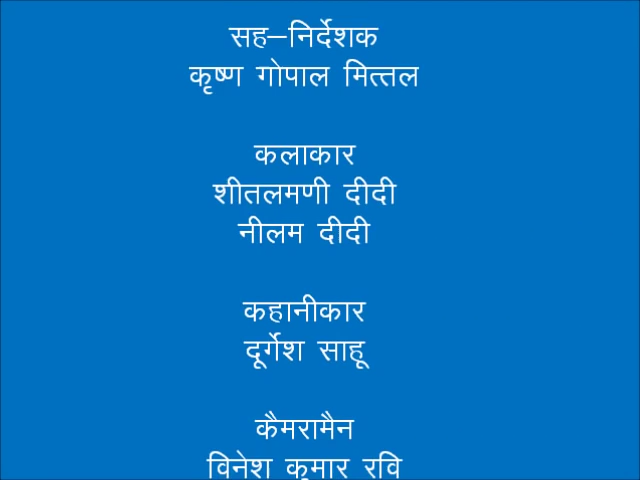 सह–निर्देशक
कृष्ण गोपाल मित्तल
कलाकार
शीतलमणी दीदी
नीलम दीदी
कहानीकार
दूर्गेश साहू
कैमरामैन
विनेश कुमार रवि